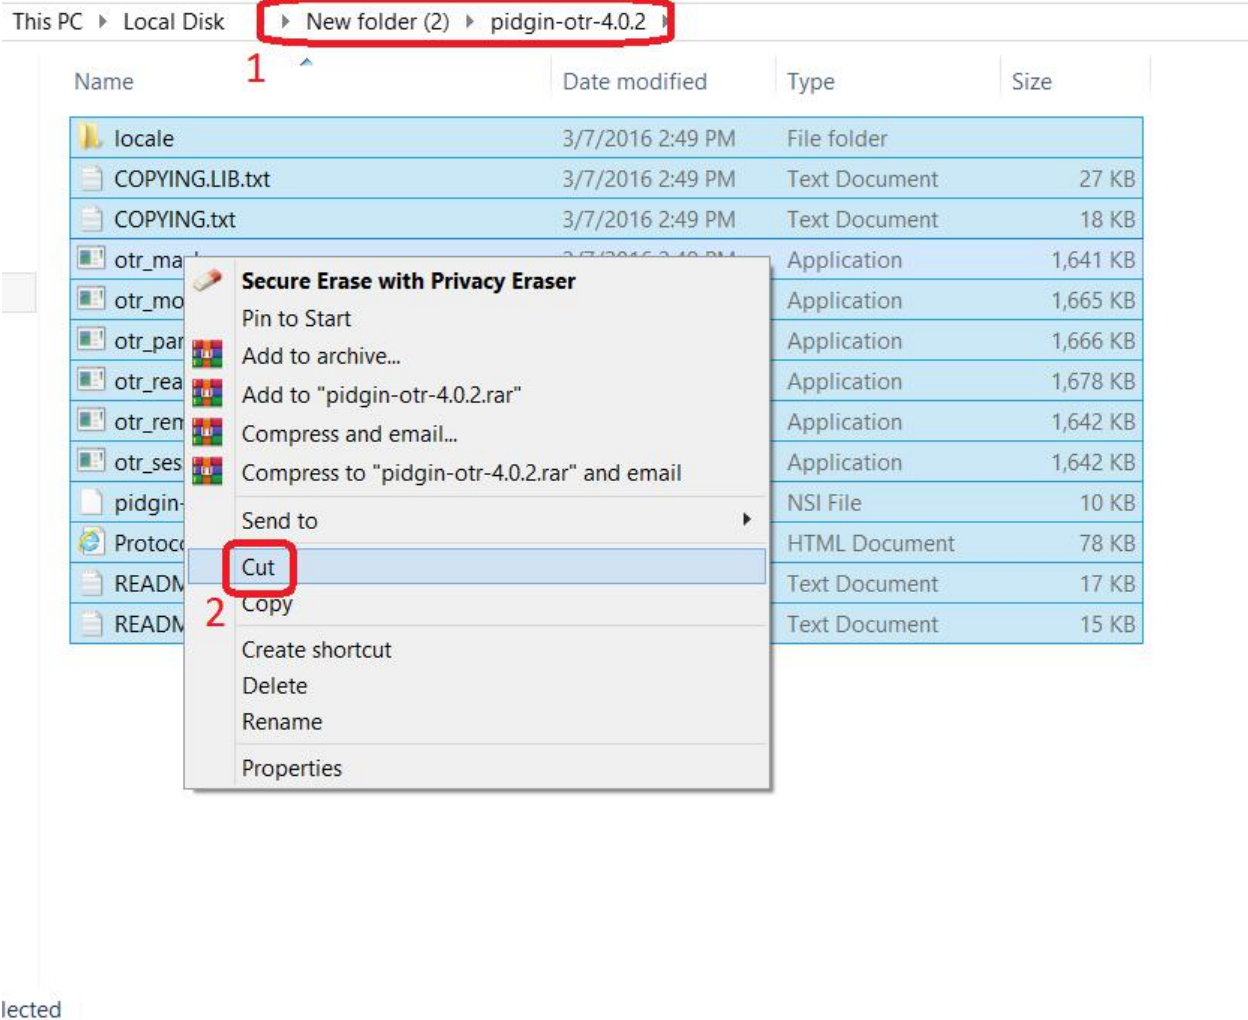 This PC Local Disk New folder (2) pidgin-otr-4.0.2
1
Name Date modified Type Size
locale 3/7/2016 2:49 PM File folder
COPYING.LIB.txt 3/7/2016 2:49 PM Text Document 27 KB
COPYING.txt 3/7/2016 2:49 PM Text Document 18 KB
otr_ma Application 1,641 KB
otr_mo Application 1,665 KB
otr_par Application 1,666 KB
otr_rea Application 1,678 KB
otr_rem Application 1,642 KB
otr_ses Application 1,642 KB
pidgin- NSI File 10 KB
Protoco HTML Document 78 KB
READM Text Document 17 KB
READM Text Document 15 KB
Secure Erase with Privacy Eraser
Pin to Start
Add to archive...
Add to "pidgin-otr-4.0.2.rar"
Compress and email...
Compress to "pidgin-otr-4.0.2.rar" and email
Send to
Cut
2
Copy
Create shortcut
Delete
Rename
Properties
lected